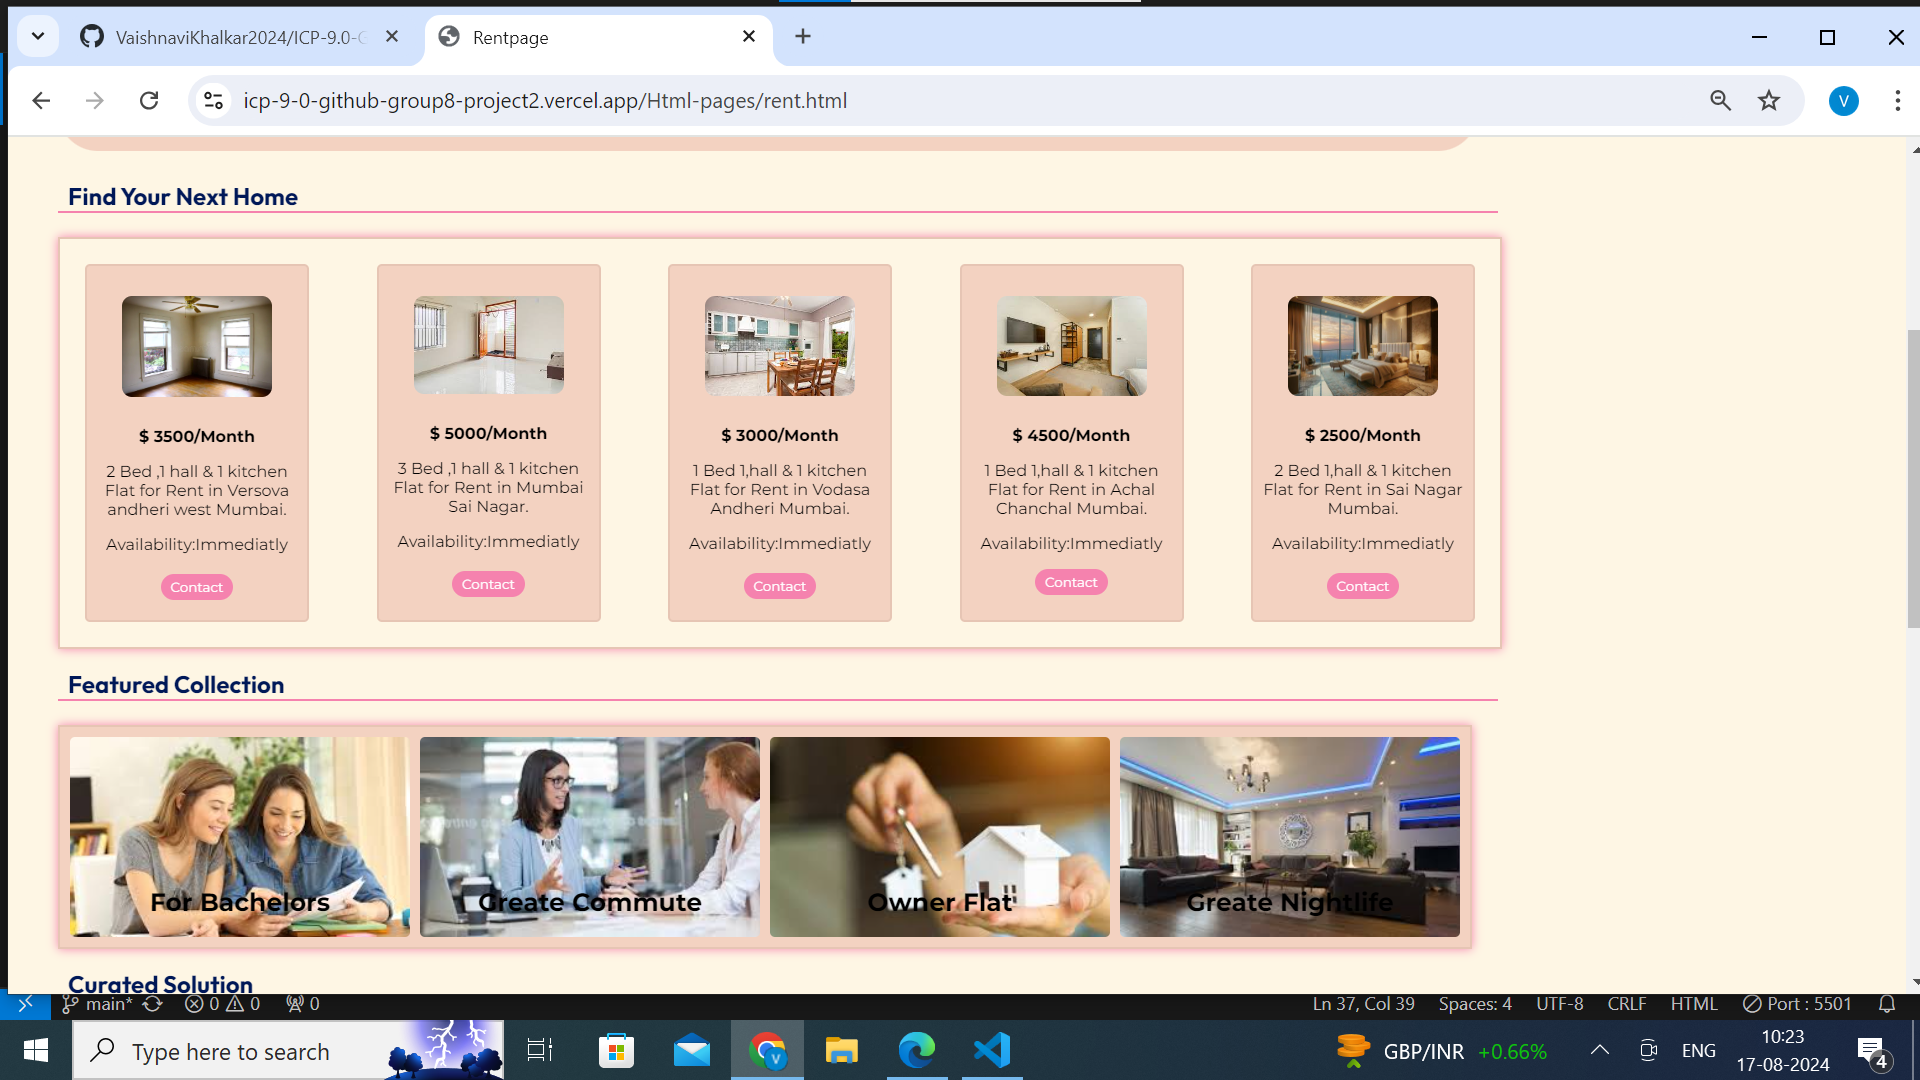 VaishnaviKhalkar2024/ICP-9.0-G
Rentpage
icp-9-0-github-group8-project2.vercel.app/Html-pages/rent.html
V
Find Your Next Home
$ 3500/Month
2 Bed ,1 hall & 1 kitchen
Flat for Rent in Versova
andheri west Mumbai.
Availability:Immediatly
Contact
$ 5000/Month
3 Bed ,1 hall & 1 kitchen
Flat for Rent in Mumbai
Sai Nagar.
Availability:Immediatly
Contact
$ 3000/Month
1 Bed 1,hall & 1 kitchen
Flat for Rent in Vodasa
Andheri Mumbai.
Availability:Immediatly
Contact
$ 4500/Month
1 Bed 1,hall & 1 kitchen
Flat for Rent in Achal
Chanchal Mumbai.
Availability:Immediatly
Contact
$ 2500/Month
2 Bed 1,hall & 1 kitchen
Flat for Rent in Sai Nagar
Mumbai.
Availability:Immediatly
Contact
Featured Collection
For Bachelors
Greate Commute
Owner Flat
Greate Nightlife
Curated Solution
main* 0 0 0 Ln 37, Col 39 Spaces: 4 UTF-8 CRLF HTML Port : 5501
Type here to search
V
GBP/INR +0.66%
ENG
10:23
17-08-2024
4